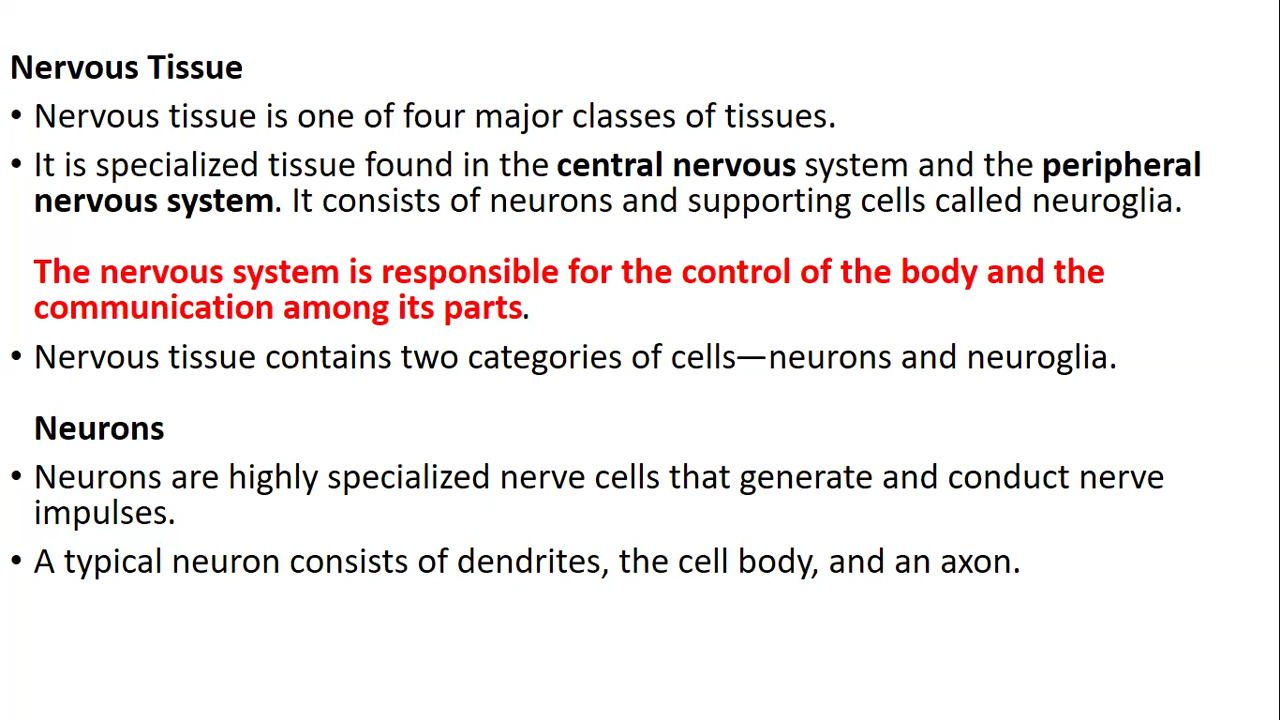 Nervous Tissue
• Nervous tissue is one of four major classes of tissues.
• It is specialized tissue found in the central nervous system and the peripheral
nervous system. It consists of neurons and supporting cells called neuroglia.
The nervous system is responsible for the control of the body and the
communication among its parts.
• Nervous tissue contains two categories of cells—neurons and neuroglia.
Neurons
• Neurons are highly specialized nerve cells that generate and conduct nerve
impulses.
• A typical neuron consists of dendrites, the cell body, and an axon.